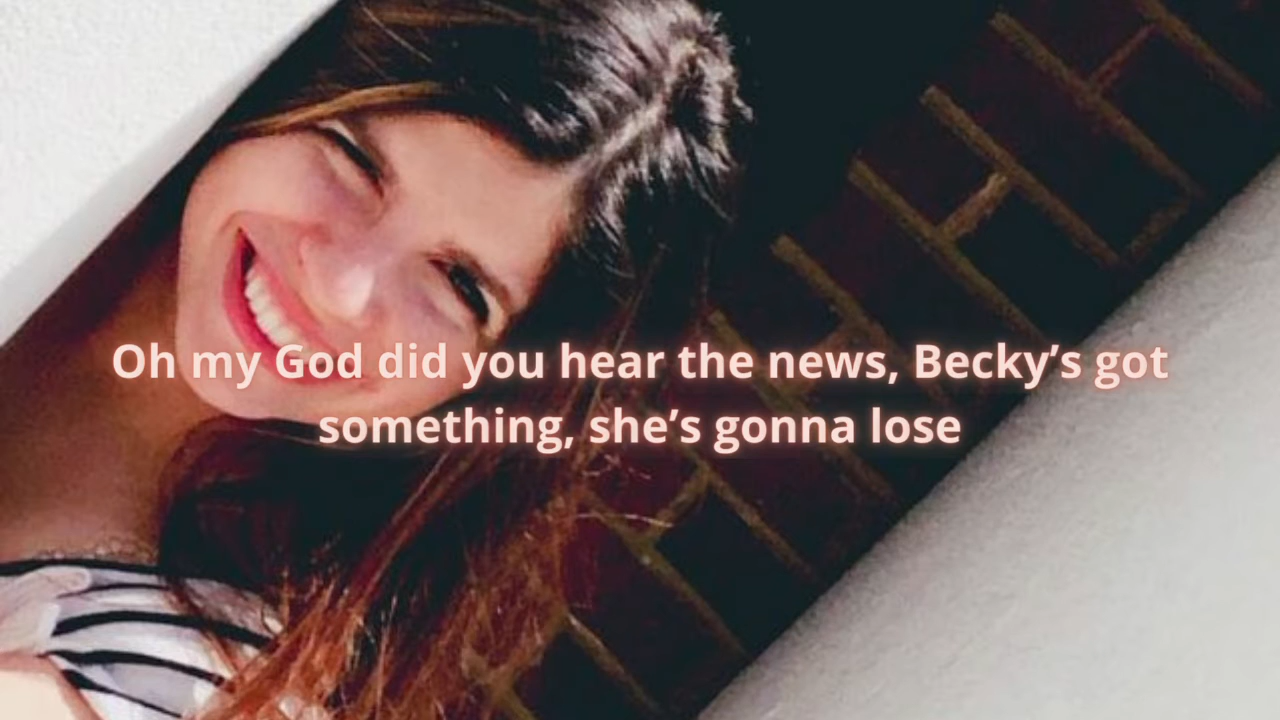 Oh my God did you hear the news, Becky’s got
something, she’s gonna lose